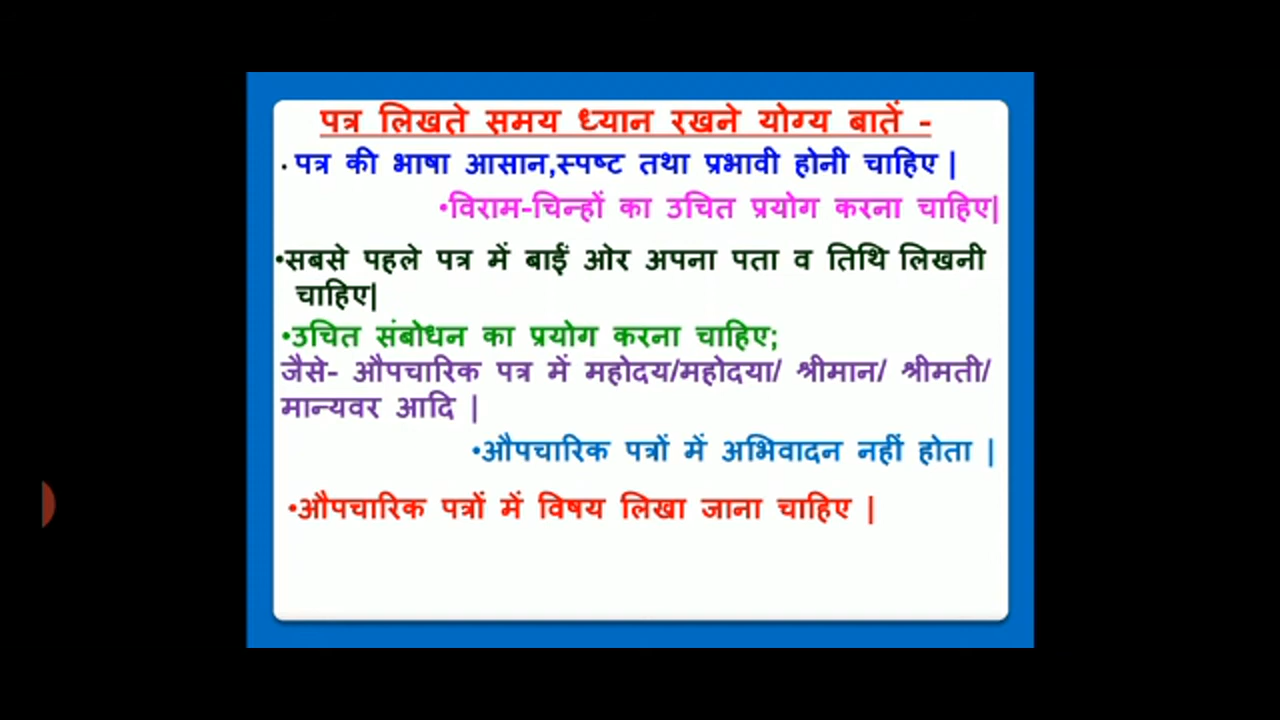 पत्र लिखते समय ध्यान रखने योग्य बातें -
· पत्र की भाषा आसान,स्पष्ट तथा प्रभावी होनी चाहिए |
•विराम-चिन्हों का उचित प्रयोग करना चाहिए|
•सबसे पहले पत्र में बाईं ओर अपना पता व तिथि लिखनी
चाहिए|
•उचित संबोधन का प्रयोग करना चाहिए;
जैसे- औपचारिक पत्र में महोदय/महोदया/ श्रीमान/ श्रीमती/
मान्यवर आदि |
•औपचारिक पत्रों में अभिवादन नहीं होता |
•औपचारिक पत्रों में विषय लिखा जाना चाहिए |